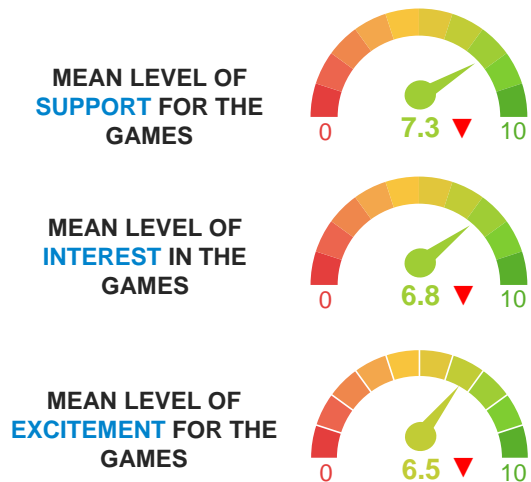 MEAN LEVEL OF
SUPPORT FOR THE
GAMES
0
7.3 ▼
10
MEAN LEVEL OF
INTEREST IN THE
GAMES
0
6.8 ▼
10
MEAN LEVEL OF
EXCITEMENT FOR THE
GAMES
0
6.5 ▼
10